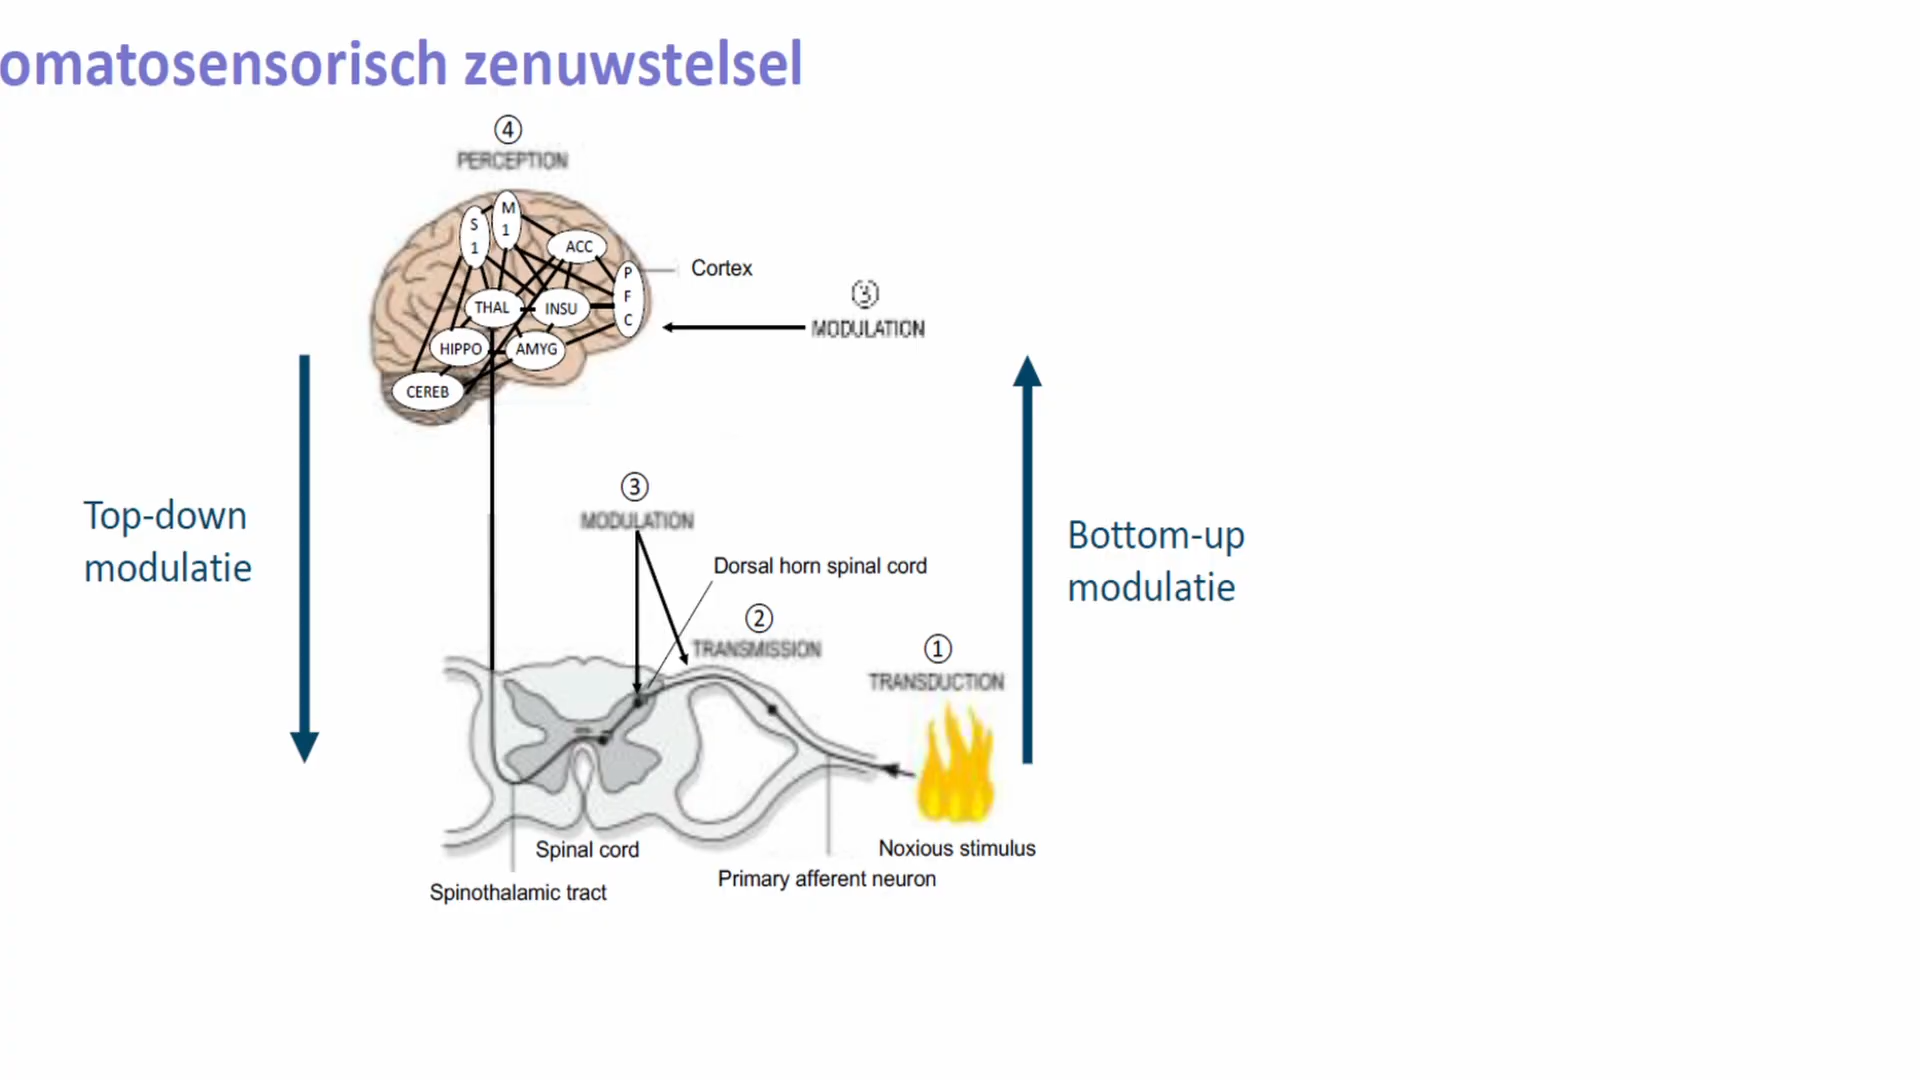 omatosensorisch zenuwstelsel
④
PERCEPTION
S
1
M
1
ACC
P
F
C
THAL
INSU
HIPPO
AMYG
CEREB
Cortex
③
MODULATION
Top-down
modulatie
③
MODULATION
Dorsal horn spinal cord
②
TRANSMISSION
①
TRANSDUCTION
Bottom-up
modulatie
Spinal cord
Noxious stimulus
Primary afferent neuron
Spinothalamic tract